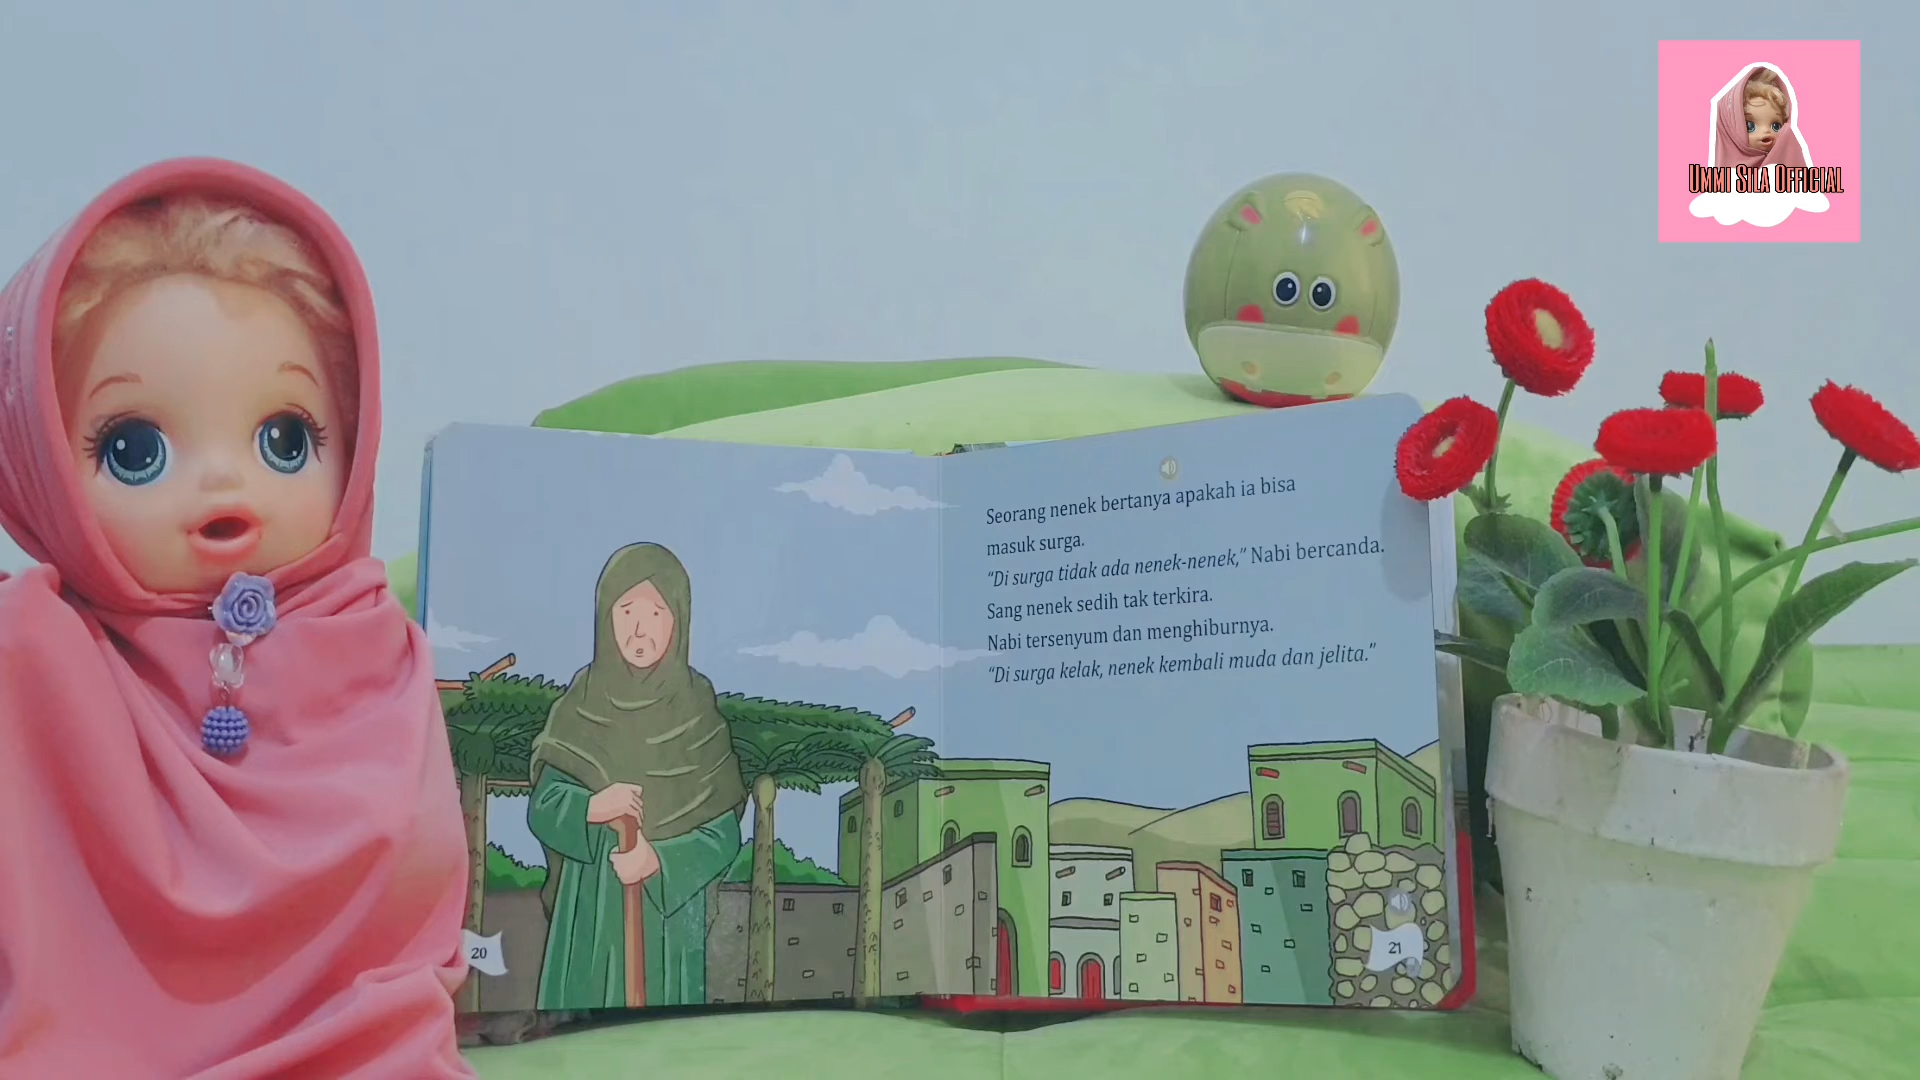 UMMI SILA OFFICIAL
Seorang nenek bertanya apakah ia bisa
masuk surga.
“Di surga tidak ada nenek-nenek,” Nabi bercanda.
Sang nenek sedih tak terkira.
Nabi tersenyum dan menghiburnya.
“Di surga kelak, nenek kembali muda dan jelita.”
20
21